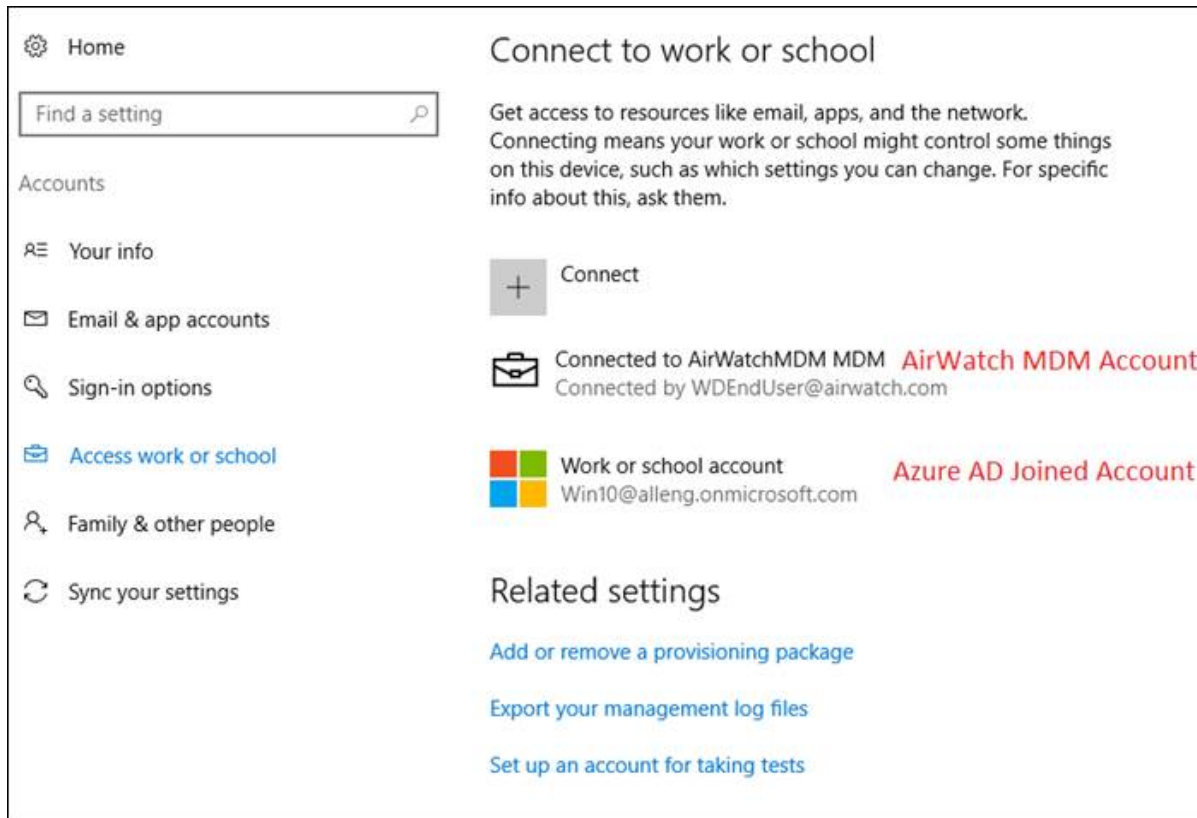 Home
Find a setting
Accounts
Your info
Email & app accounts
Sign-in options
Access work or school
Family & other people
Sync your settings
Connect to work or school
Get access to resources like email, apps, and the network.
Connecting means your work or school might control some things
on this device, such as which settings you can change. For specific
info about this, ask them.
Connect
Connected to AirWatchMDM MDM AirWatch MDM Account
Connected by WDEndUser@airwatch.com
Work or school account Azure AD Joined Account
Win10@alleng.onmicrosoft.com
Related settings
Add or remove a provisioning package
Export your management log files
Set up an account for taking tests